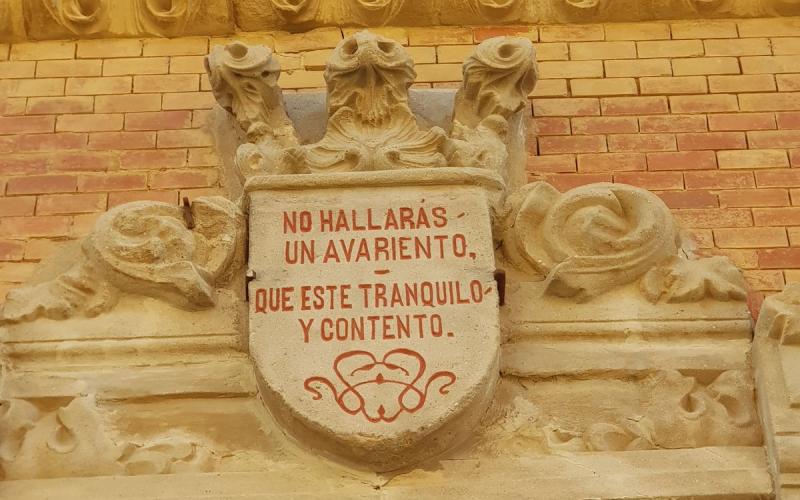 NO HALLARÁS -
UN AVARIENTO,
-
QUE ESTE TRANQUILO-
Y CONTENTO.